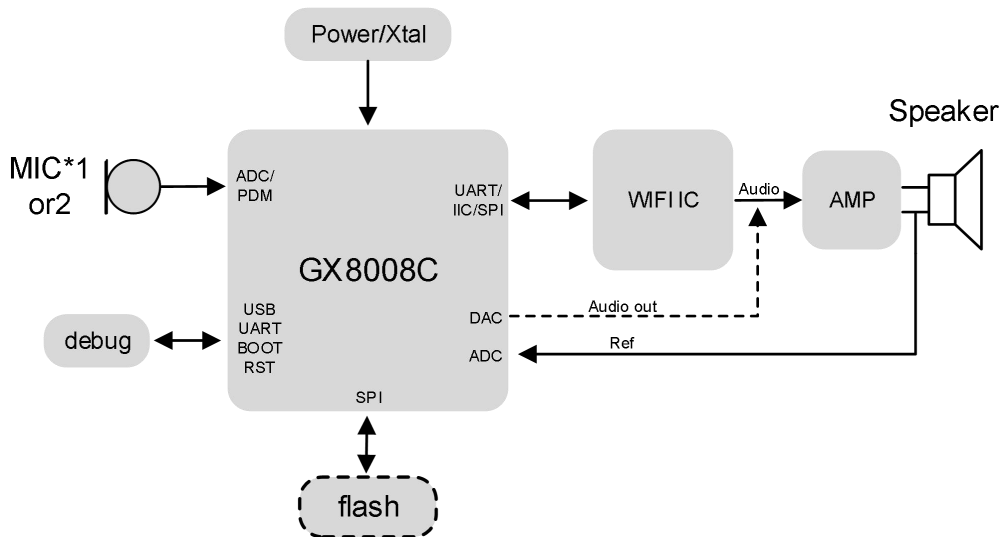 Power/Xtal
Speaker
MIC*1
or2
ADC/
PDM
UART/
IIC/SPI
WIFI IC
Audio
AMP
GX8008C
USB
UART
BOOT
RST
debug
DAC
Audio out
ADC
Ref
SPI
flash